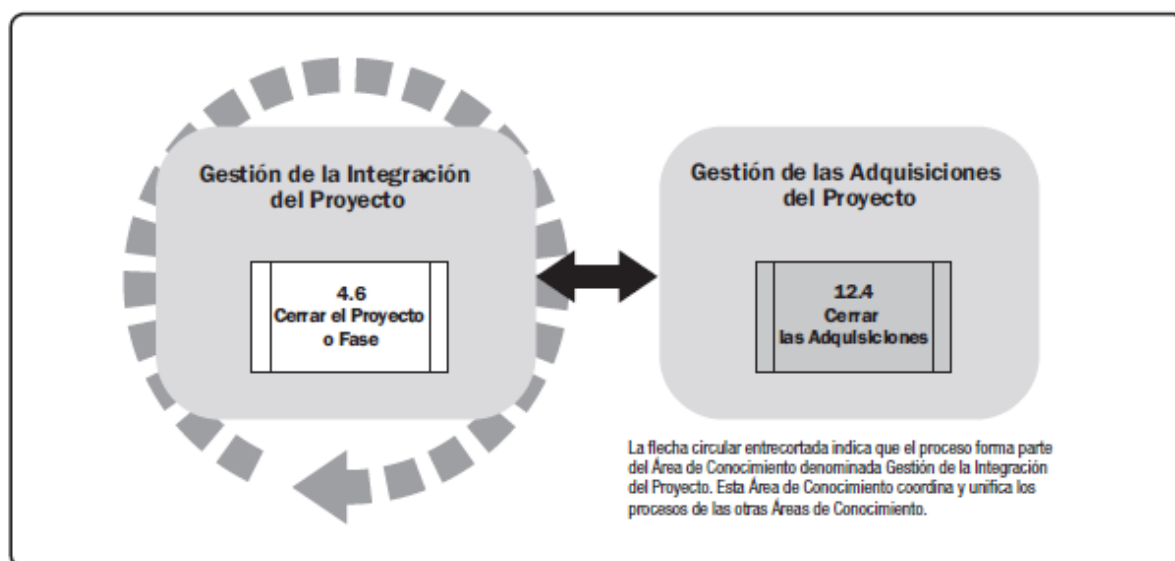 Gestión de la Integración
del Proyecto
4.6
Cerrar el Proyecto
o Fase
Gestión de las Adquisiciones
del Proyecto
12.4
Cerrar
las Adquisiciones
La flecha circular entrecortada indica que el proceso forma parte
del Área de Conocimiento denominada Gestión de la Integración
del Proyecto. Esta Área de Conocimiento coordina y unifica los
procesos de las otras Áreas de Conocimiento.